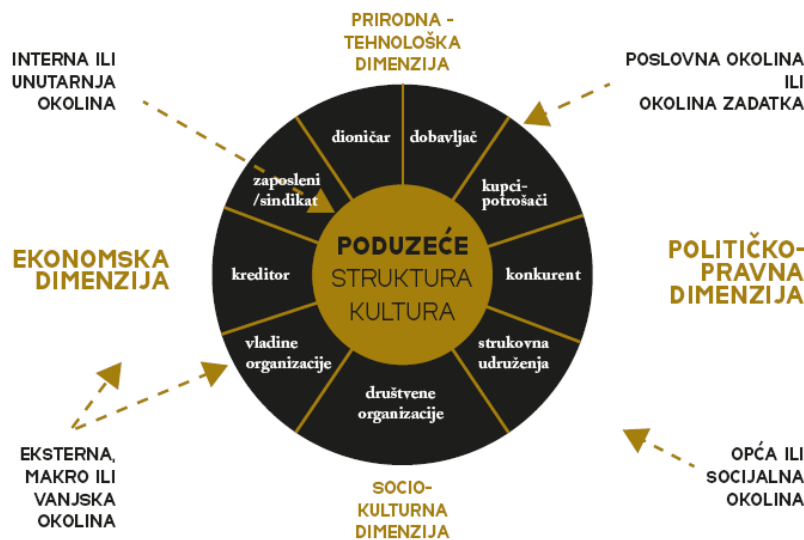 PRIRODNA -
TEHNOLOŠKA
DIMENZIJA
INTERNA ILI
UNUTARNJA
OKOLINA
POSLOVNA OKOLINA
ILI
OKOLINA ZADATKA
dioničar
dobavljač
zaposleni
/sindikat
kupci-
potrošači
EKONOMSKA
DIMENZIJA
kreditor
PODUZEĆE
STRUKTURA
KULTURA
konkurent
POLITIČKO-
PRAVNA
DIMENZIJA
vladine
organizacije
strukovna
udruženja
društvene
organizacije
EKSTERNA,
MAKRO ILI
VANJSKA
OKOLINA
SOCIO-
KULTURNA
DIMENZIJA
OPĆA ILI
SOCIJALNA
OKOLINA